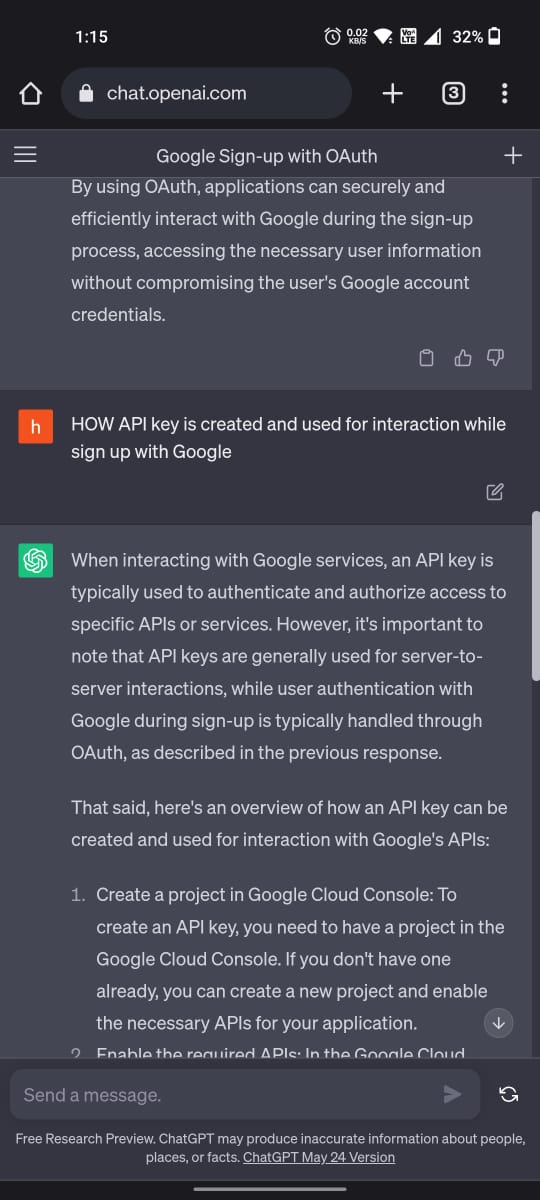 1:15
0.02
KB/S
Vo
LTE
32%
chat.openai.com
3
Google Sign-up with OAuth
By using OAuth, applications can securely and
efficiently interact with Google during the sign-up
process, accessing the necessary user information
without compromising the user's Google account
credentials.
h
HOW API key is created and used for interaction while
sign up with Google
When interacting with Google services, an API key is
typically used to authenticate and authorize access to
specific APIs or services. However, it's important to
note that API keys are generally used for server-to-
server interactions, while user authentication with
Google during sign-up is typically handled through
OAuth, as described in the previous response.
That said, here's an overview of how an API key can be
created and used for interaction with Google's APIs:
1. Create a project in Google Cloud Console: To
create an API key, you need to have a project in the
Google Cloud Console. If you don't have one
already, you can create a new project and enable
the necessary APIs for your application.
2. Enable the required APIs: In the Google Cloud
Send a message.
Free Research Preview. ChatGPT may produce inaccurate information about people,
places, or facts. ChatGPT May 24 Version